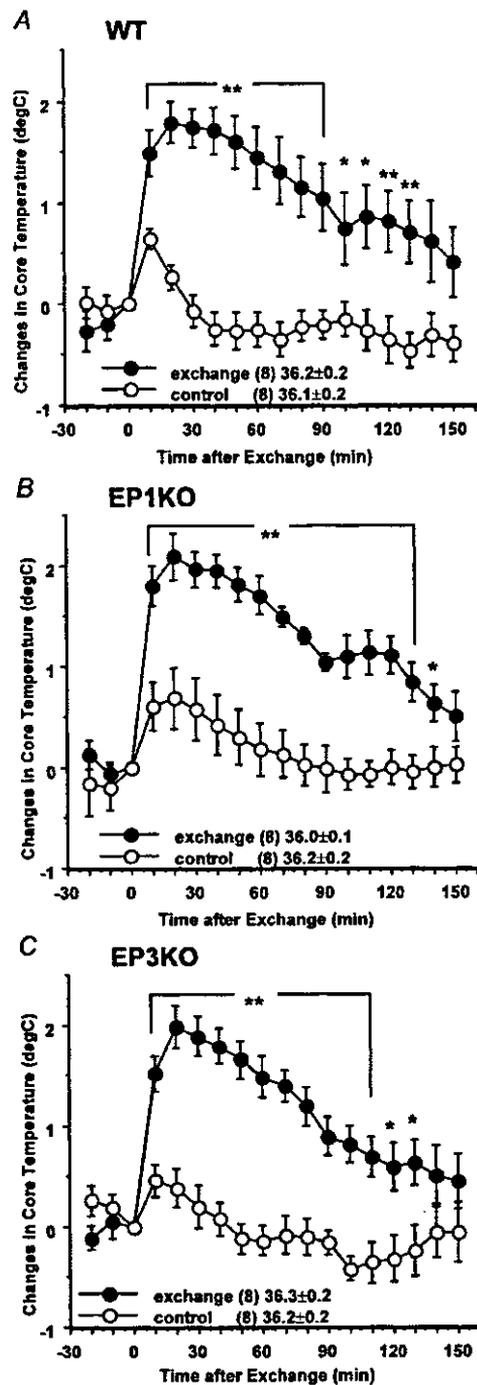 A
WT
Changes in Core Temperature (degC)
2
1
0
-1
**
* * ** **
exchange (8) 36.2±0.2
control (8) 36.1±0.2
-30 0 30 60 90 120 150
Time after Exchange (min)
B
EP1KO
Changes in Core Temperature (degC)
2
1
0
-1
**
*
exchange (8) 36.0±0.1
control (8) 36.2±0.2
-30 0 30 60 90 120 150
Time after Exchange (min)
C
EP3KO
Changes in Core Temperature (degC)
2
1
0
-1
**
* *
exchange (8) 36.3±0.2
control (8) 36.2±0.2
-30 0 30 60 90 120 150
Time after Exchange (min)